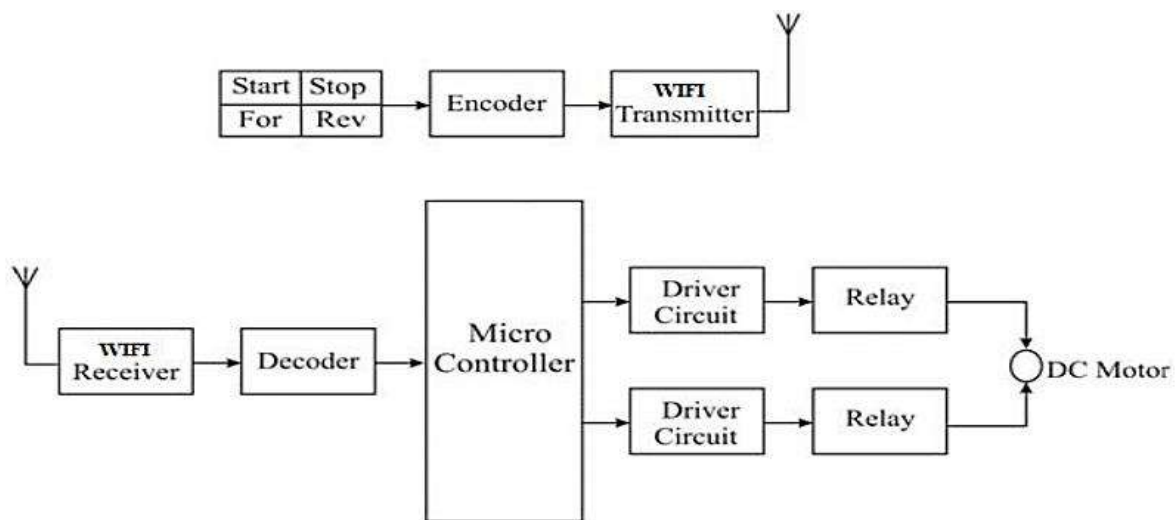 Start Stop
For Rev
Encoder
WIFI
Transmitter
WIFI
Receiver
Decoder
Micro
Controller
Driver
Circuit
Relay
Driver
Circuit
Relay
DC Motor